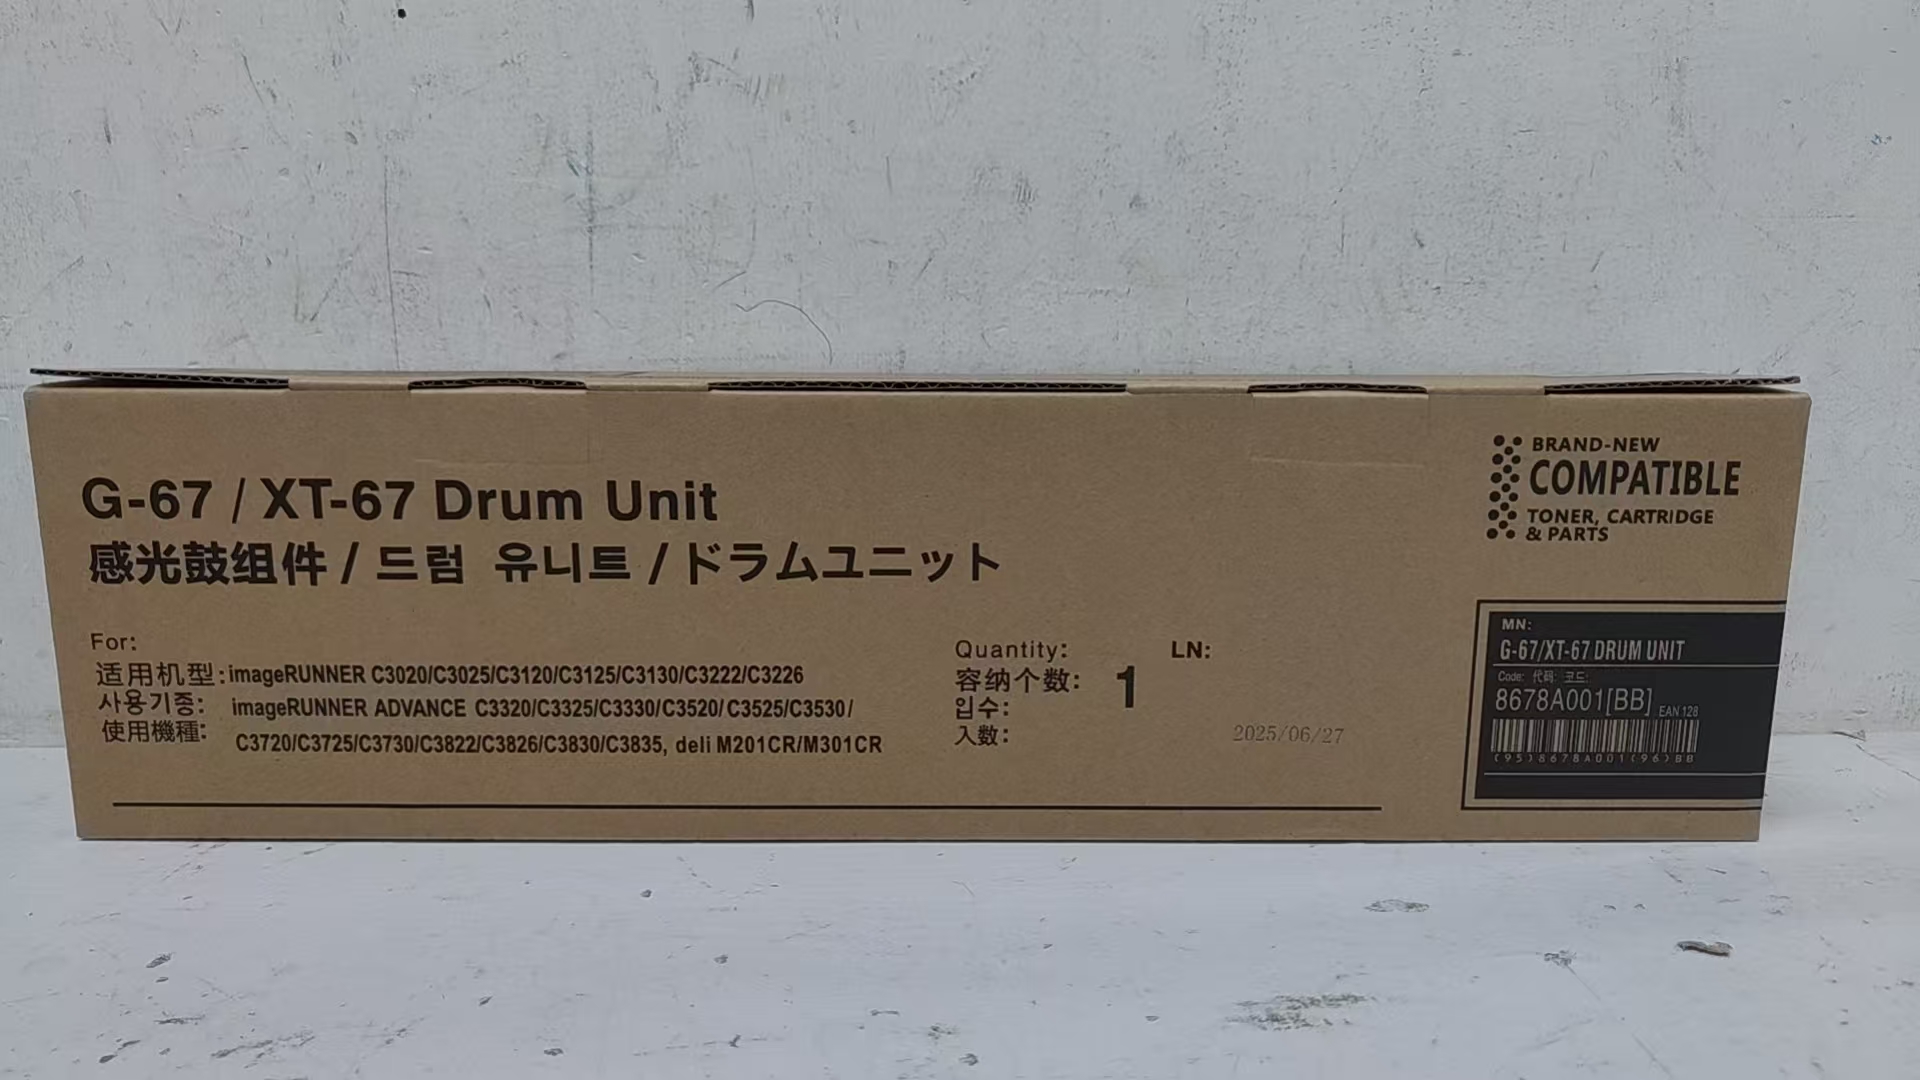 G-67 / XT-67 Drum Unit
感光鼓组件 / 드럼 유니트 / ドラムユニット
For:
适用机型: imageRUNNER C3020/C3025/C3120/C3125/C3130/C3222/C3226
사용기종: imageRUNNER ADVANCE C3320/C3325/C3330/C3520/C3525/C3530/
使用機種: C3720/C3725/C3730/C3822/C3826/C3830/C3835, deli M201CR/M301CR
Quantity:
容纳个数: 1
입수:
入数:
LN:
2025/06/27
BRAND-NEW
COMPATIBLE
TONER, CARTRIDGE
& PARTS
MN:
G-67/XT-67 DRUM UNIT
Code: 代码: 코드:
8678A001[BB] EAN 128
(95)8678A001(96)BB